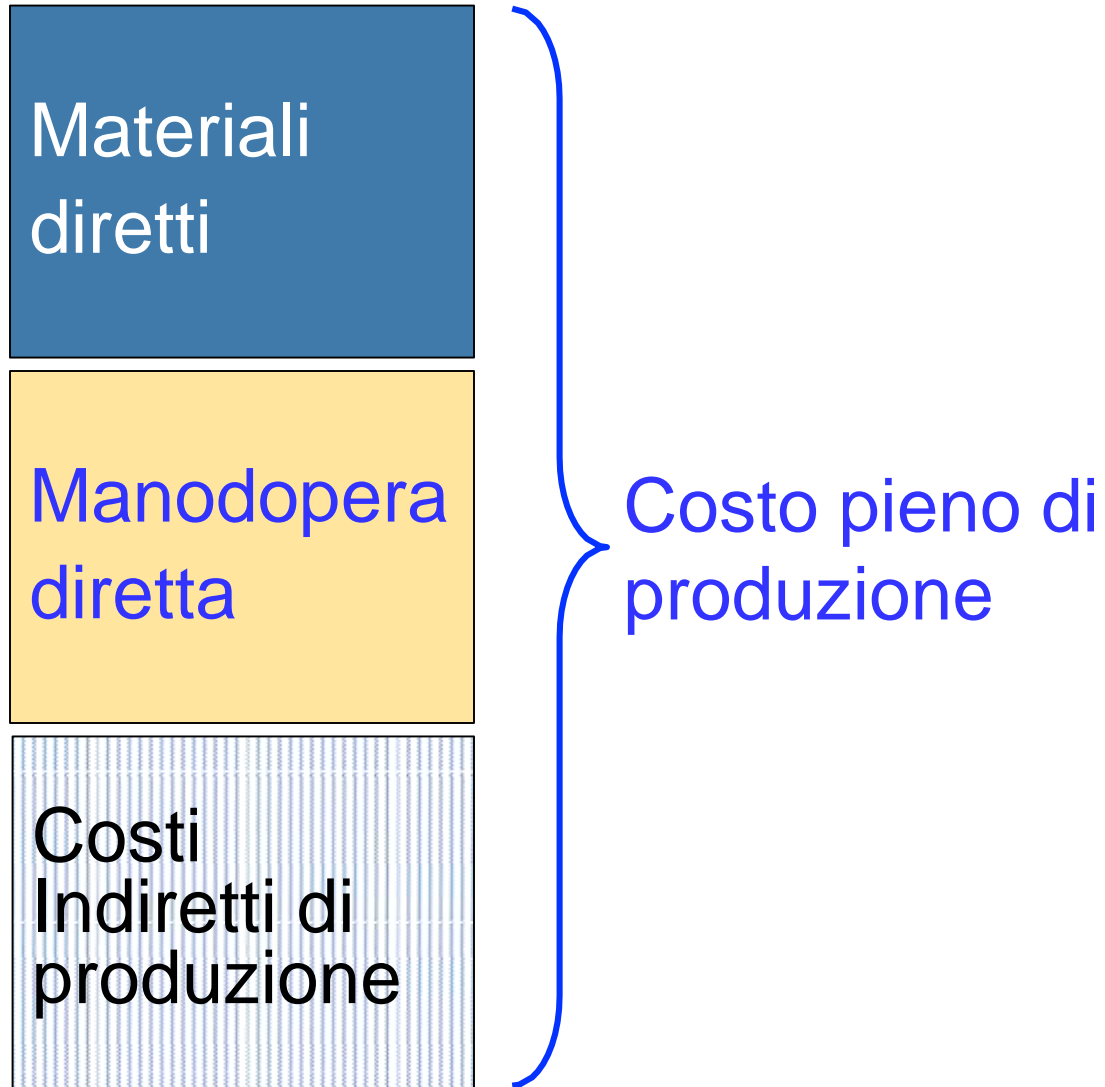 Materiali
diretti
Manodopera
diretta
Costi
Indiretti di
produzione
Costo pieno di
produzione